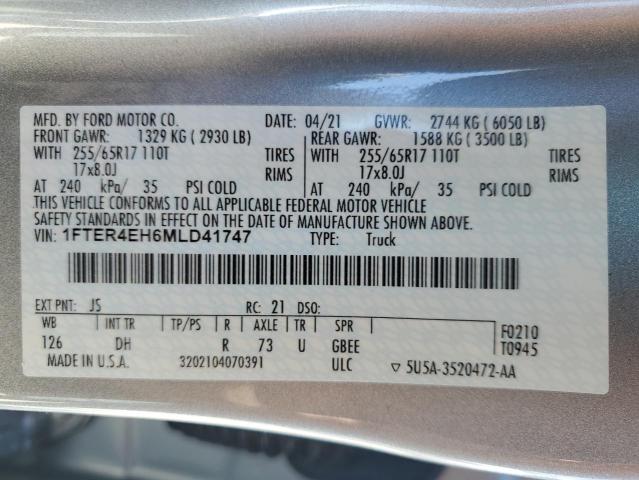 MFD. BY FORD MOTOR CO. DATE: 04/21 GVWR: 2744 KG ( 6050 LB)
FRONT GAWR: 1329 KG ( 2930 LB) REAR GAWR: 1588 KG ( 3500 LB)
WITH 255/65R17 110T TIRES WITH 255/65R17 110T TIRES
17x8.0J RIMS 17x8.0J RIMS
AT 240 kPa/ 35 PSI COLD AT 240 kPa/ 35 PSI COLD
THIS VEHICLE CONFORMS TO ALL APPLICABLE FEDERAL MOTOR VEHICLE
SAFETY STANDARDS IN EFFECT ON THE DATE OF MANUFACTURE SHOWN ABOVE.
VIN: 1FTER4EH6MLD41747 TYPE: Truck
EXT PNT: JS RC: 21 DSO:
WB INT TR TP/PS R AXLE TR SPR F0210
126 DH R 73 U GBEE T0945
MADE IN U.S.A. 3202104070391 ULC ▽ 5U5A-3520472-AA